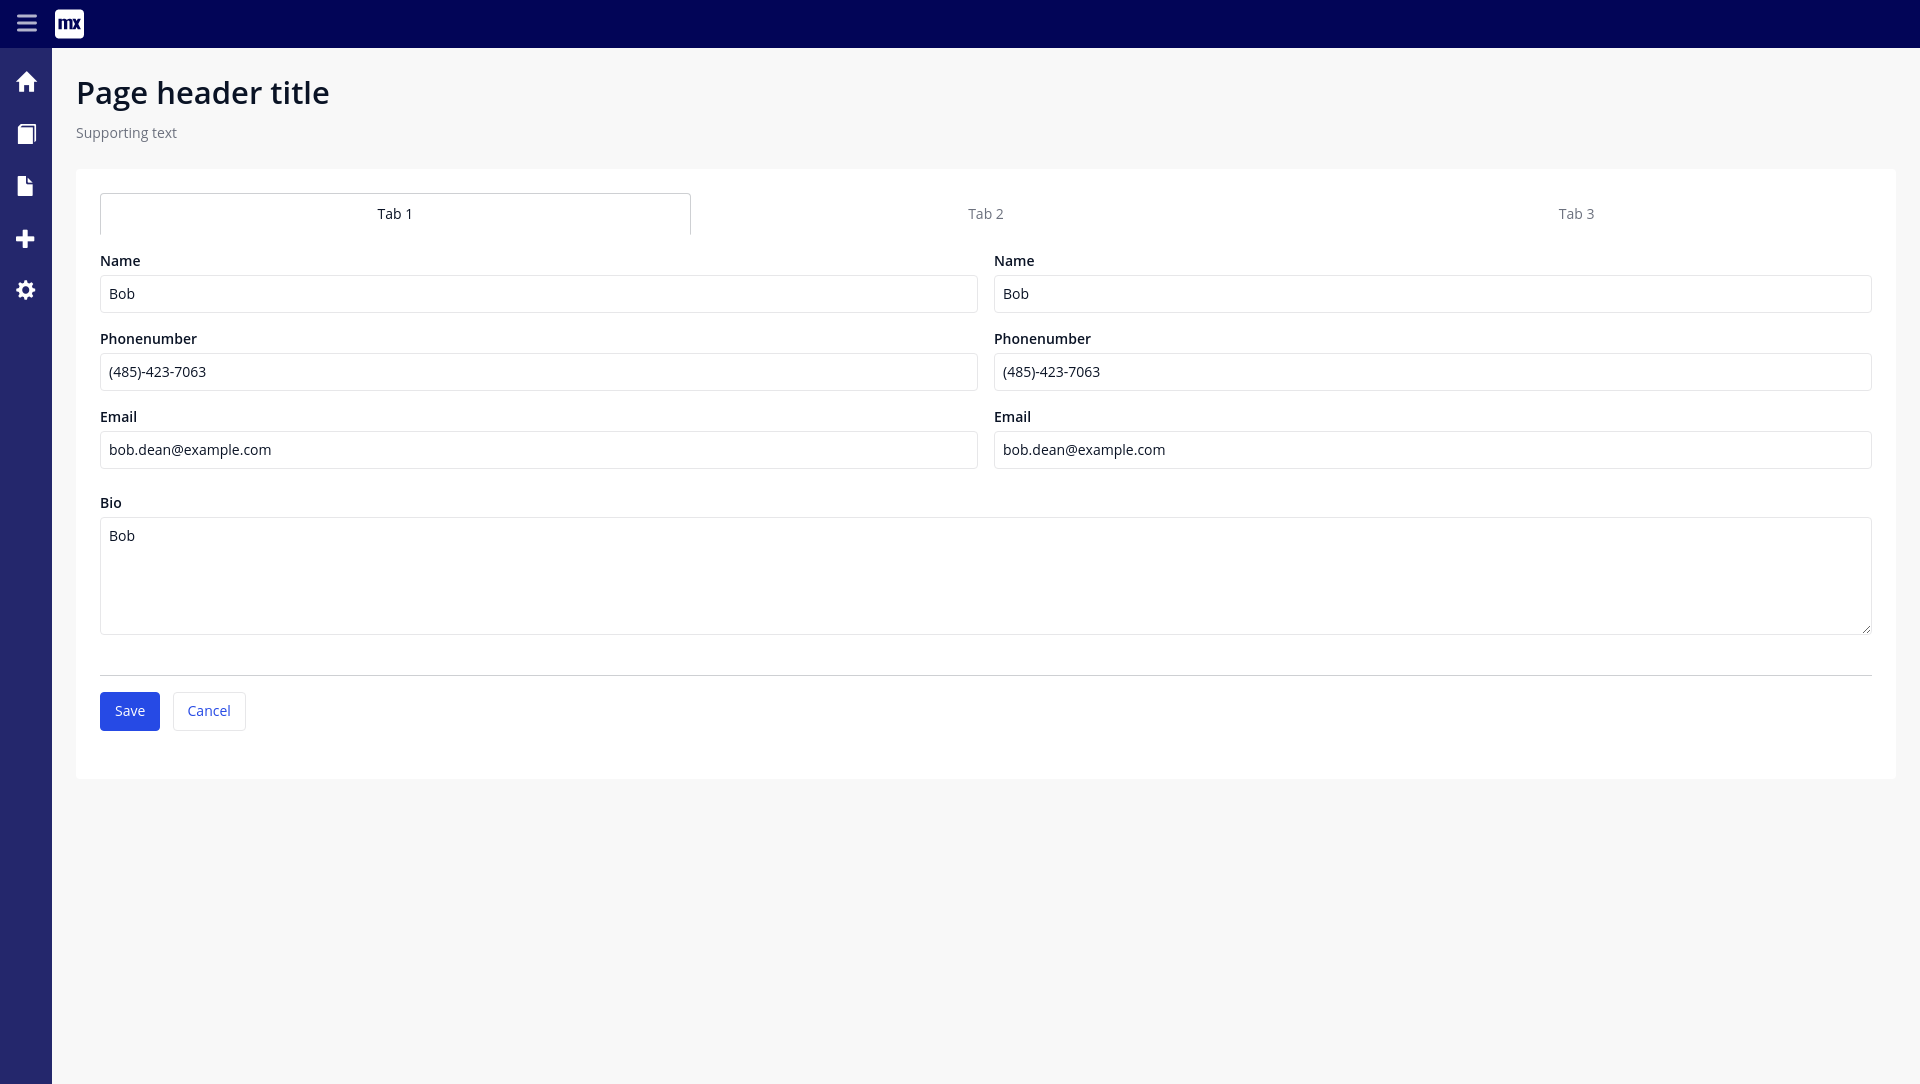 mx
Page header title
Supporting text
Tab 1 Tab 2 Tab 3
Name Name
Bob Bob
Phonenumber Phonenumber
(485)-423-7063 (485)-423-7063
Email Email
bob.dean@example.com bob.dean@example.com
Bio
Bob
Save Cancel